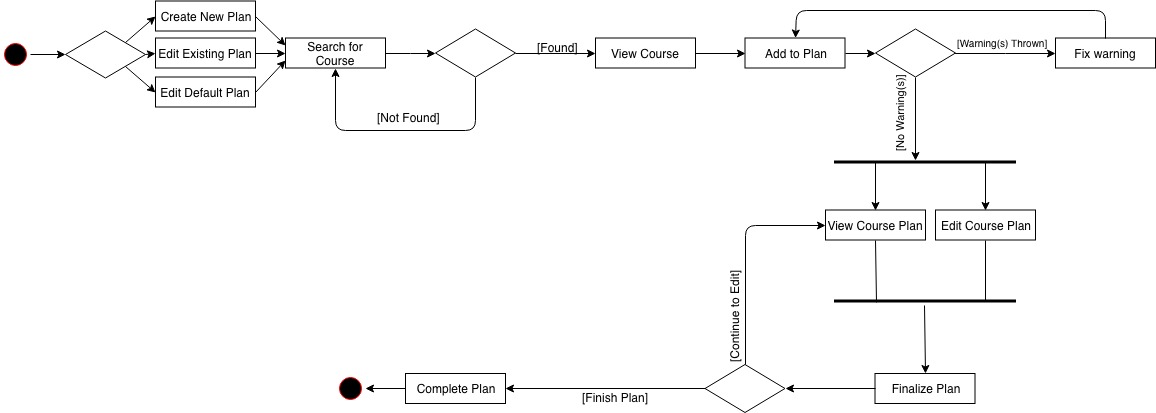 Create New Plan
Edit Existing Plan
Edit Default Plan
Search for
Course
[Not Found]
[Found]
View Course
Add to Plan
[Warning(s) Thrown]
Fix warning
[No Warning(s)]
View Course Plan
Edit Course Plan
[Continue to Edit]
Finalize Plan
[Finish Plan]
Complete Plan